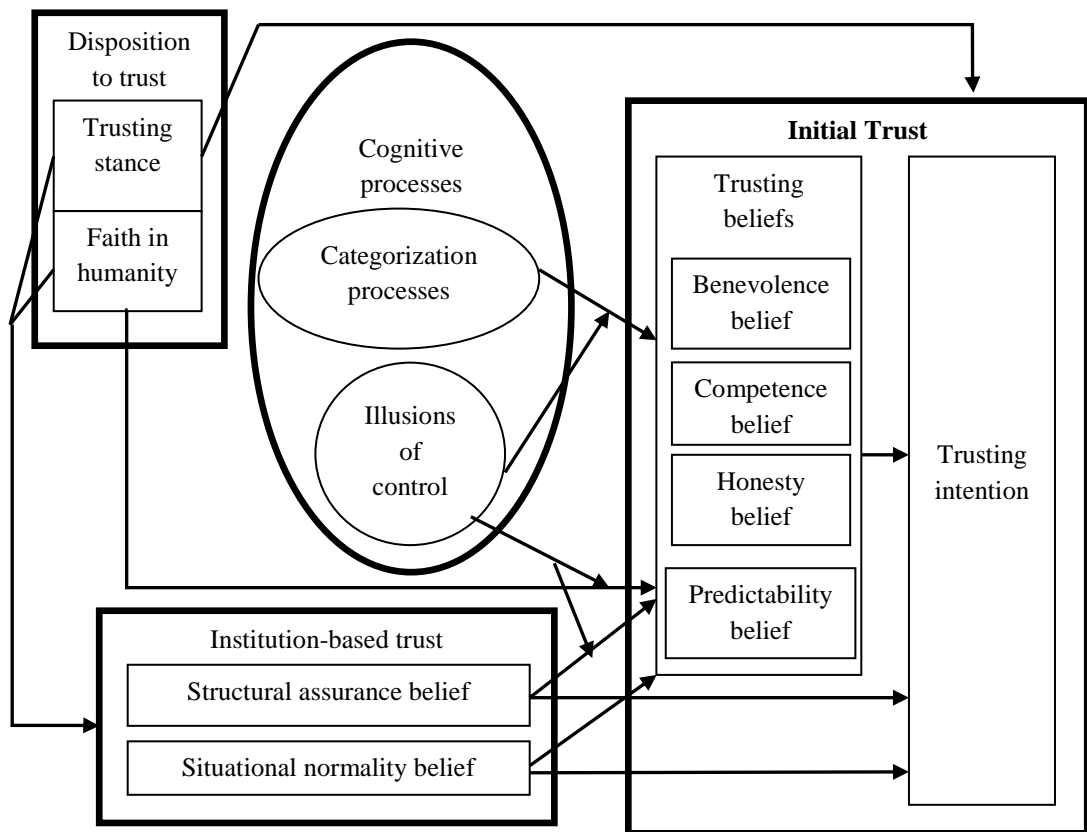 Disposition
to trust
Trusting
stance
Faith in
humanity
Cognitive
processes
Categorization
processes
Illusions
of
control
Initial Trust
Trusting
beliefs
Benevolence
belief
Competence
belief
Honesty
belief
Predictability
belief
Trusting
intention
Institution-based trust
Structural assurance belief
Situational normality belief